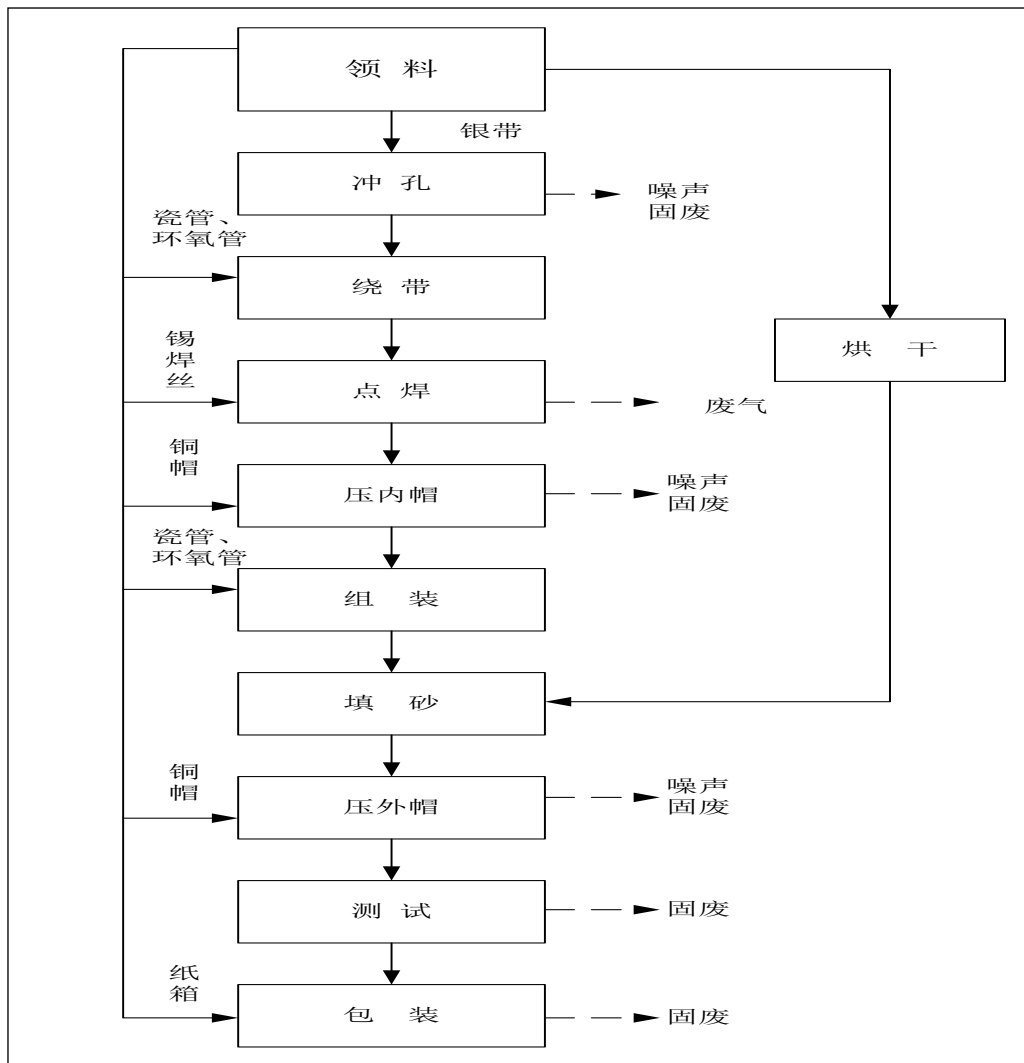 领 料
银带
冲 孔
噪声
固废
瓷管、
环氧管
绕 带
锡
焊
丝
烘 干
点 焊
废气
铜
帽
压内帽
噪声
固废
瓷管、
环氧管
组 装
填 砂
铜
帽
压外帽
噪声
固废
测 试
固废
纸
箱
包 装
固废